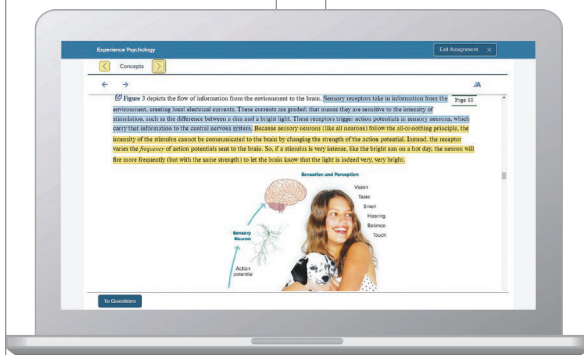 Experience Psychology
Exit Assignment ×
Concepts
Figure 3 depicts the flow of information from the environment to the brain. Sensory receptors take in information from the
Page 88
environment, creating local electrical currents. These currents are graded; that means they are sensitive to the intensity of
stimulation, such as the difference between a dim and a bright light. These receptors trigger action potentials in sensory neurons, which
carry that information to the central nervous system. Because sensory neurons (like all neurons) follow the all-or-nothing principle, the
intensity of the stimulus cannot be communicated to the brain by changing the strength of the action potential. Instead, the receptor
varies the frequency of action potentials sent to the brain. So, if a stimulus is very intense, like the bright sun on a hot day, the neuron will
fire more frequently (but with the same strength) to let the brain know that the light is indeed very, very bright.
Sensation and Perception
Vision
Taste
Smell
Hearing
Balance
Touch
Sensory
Neuron
Action
potential
To Questions